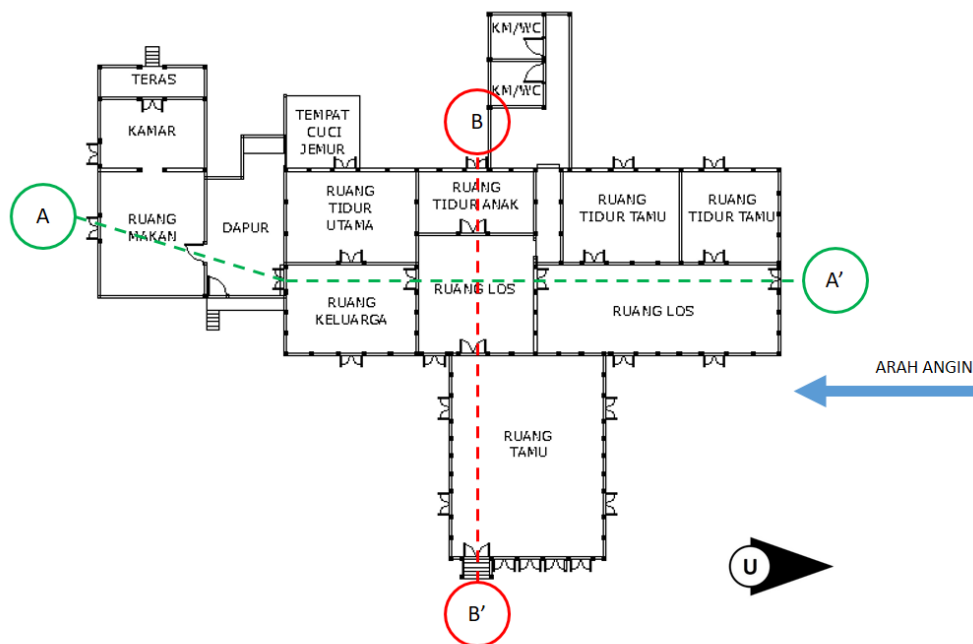 KM/WC
KM/WC
TERAS
KAMAR
B
TEMPAT
CUCI
JEMUR
RUANG
MAKAN
DAPUR
RUANG
TIDUR
UTAMA
RUANG
TIDUR ANAK
RUANG
TIDUR TAMU
RUANG
TIDUR TAMU
A
A'
RUANG
KELUARGA
RUANG LOS
RUANG LOS
ARAH ANGIN
RUANG
TAMU
U
B'